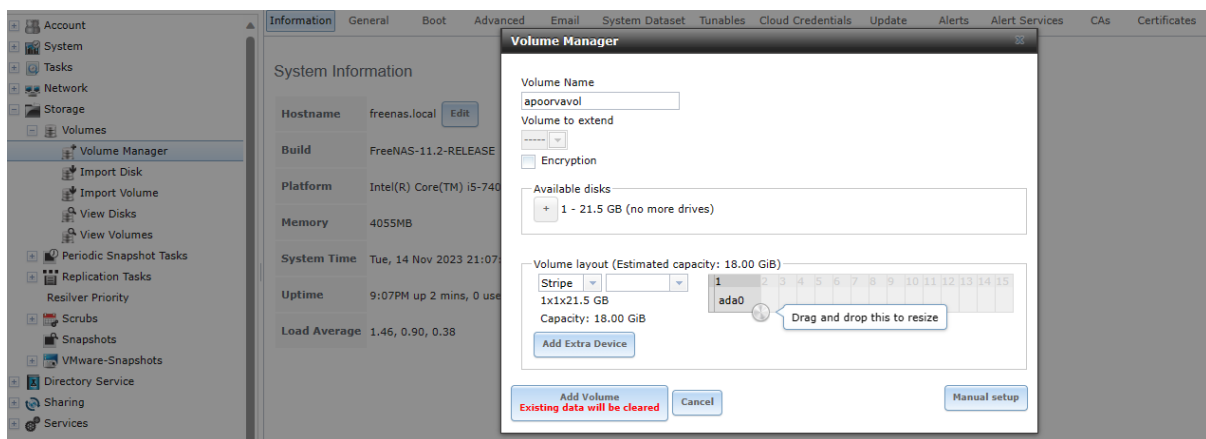 Account
System
Tasks
Network
Storage
Volumes
Volume Manager
Import Disk
Import Volume
View Disks
View Volumes
Periodic Snapshot Tasks
Replication Tasks
Resilver Priority
Scrubs
Snapshots
VMware-Snapshots
Directory Service
Sharing
Services
Information General Boot Advanced Email System Dataset Tunables Cloud Credentials Update Alerts Alert Services CAs Certificates
System Information
Hostname freenas.local Edit
Build FreeNAS-11.2-RELEASE
Platform Intel(R) Core(TM) i5-740
Memory 4055MB
System Time Tue, 14 Nov 2023 21:07:
Uptime 9:07PM up 2 mins, 0 use
Load Average 1.46, 0.90, 0.38
Volume Manager
Volume Name
apoorvavol
Volume to extend
-----
Encryption
Available disks
+ 1 - 21.5 GB (no more drives)
Volume layout (Estimated capacity: 18.00 GiB)
Stripe
1x1x21.5 GB
Capacity: 18.00 GiB
1 2 3 4 5 6 7 8 9 10 11 12 13 14 15
ada0
Drag and drop this to resize
Add Extra Device
Add Volume
Existing data will be cleared
Cancel
Manual setup